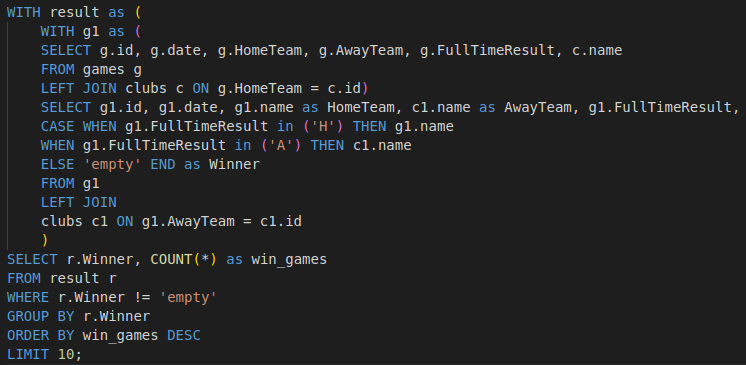 WITH result as (
WITH g1 as (
SELECT g.id, g.date, g.HomeTeam, g.AwayTeam, g.FullTimeResult, c.name
FROM games g
LEFT JOIN clubs c ON g.HomeTeam = c.id)
SELECT g1.id, g1.date, g1.name as HomeTeam, c1.name as AwayTeam, g1.FullTimeResult,
CASE WHEN g1.FullTimeResult in ('H') THEN g1.name
WHEN g1.FullTimeResult in ('A') THEN c1.name
ELSE 'empty' END as Winner
FROM g1
LEFT JOIN
clubs c1 ON g1.AwayTeam = c1.id
)
SELECT r.Winner, COUNT(*) as win_games
FROM result r
WHERE r.Winner != 'empty'
GROUP BY r.Winner
ORDER BY win_games DESC
LIMIT 10;